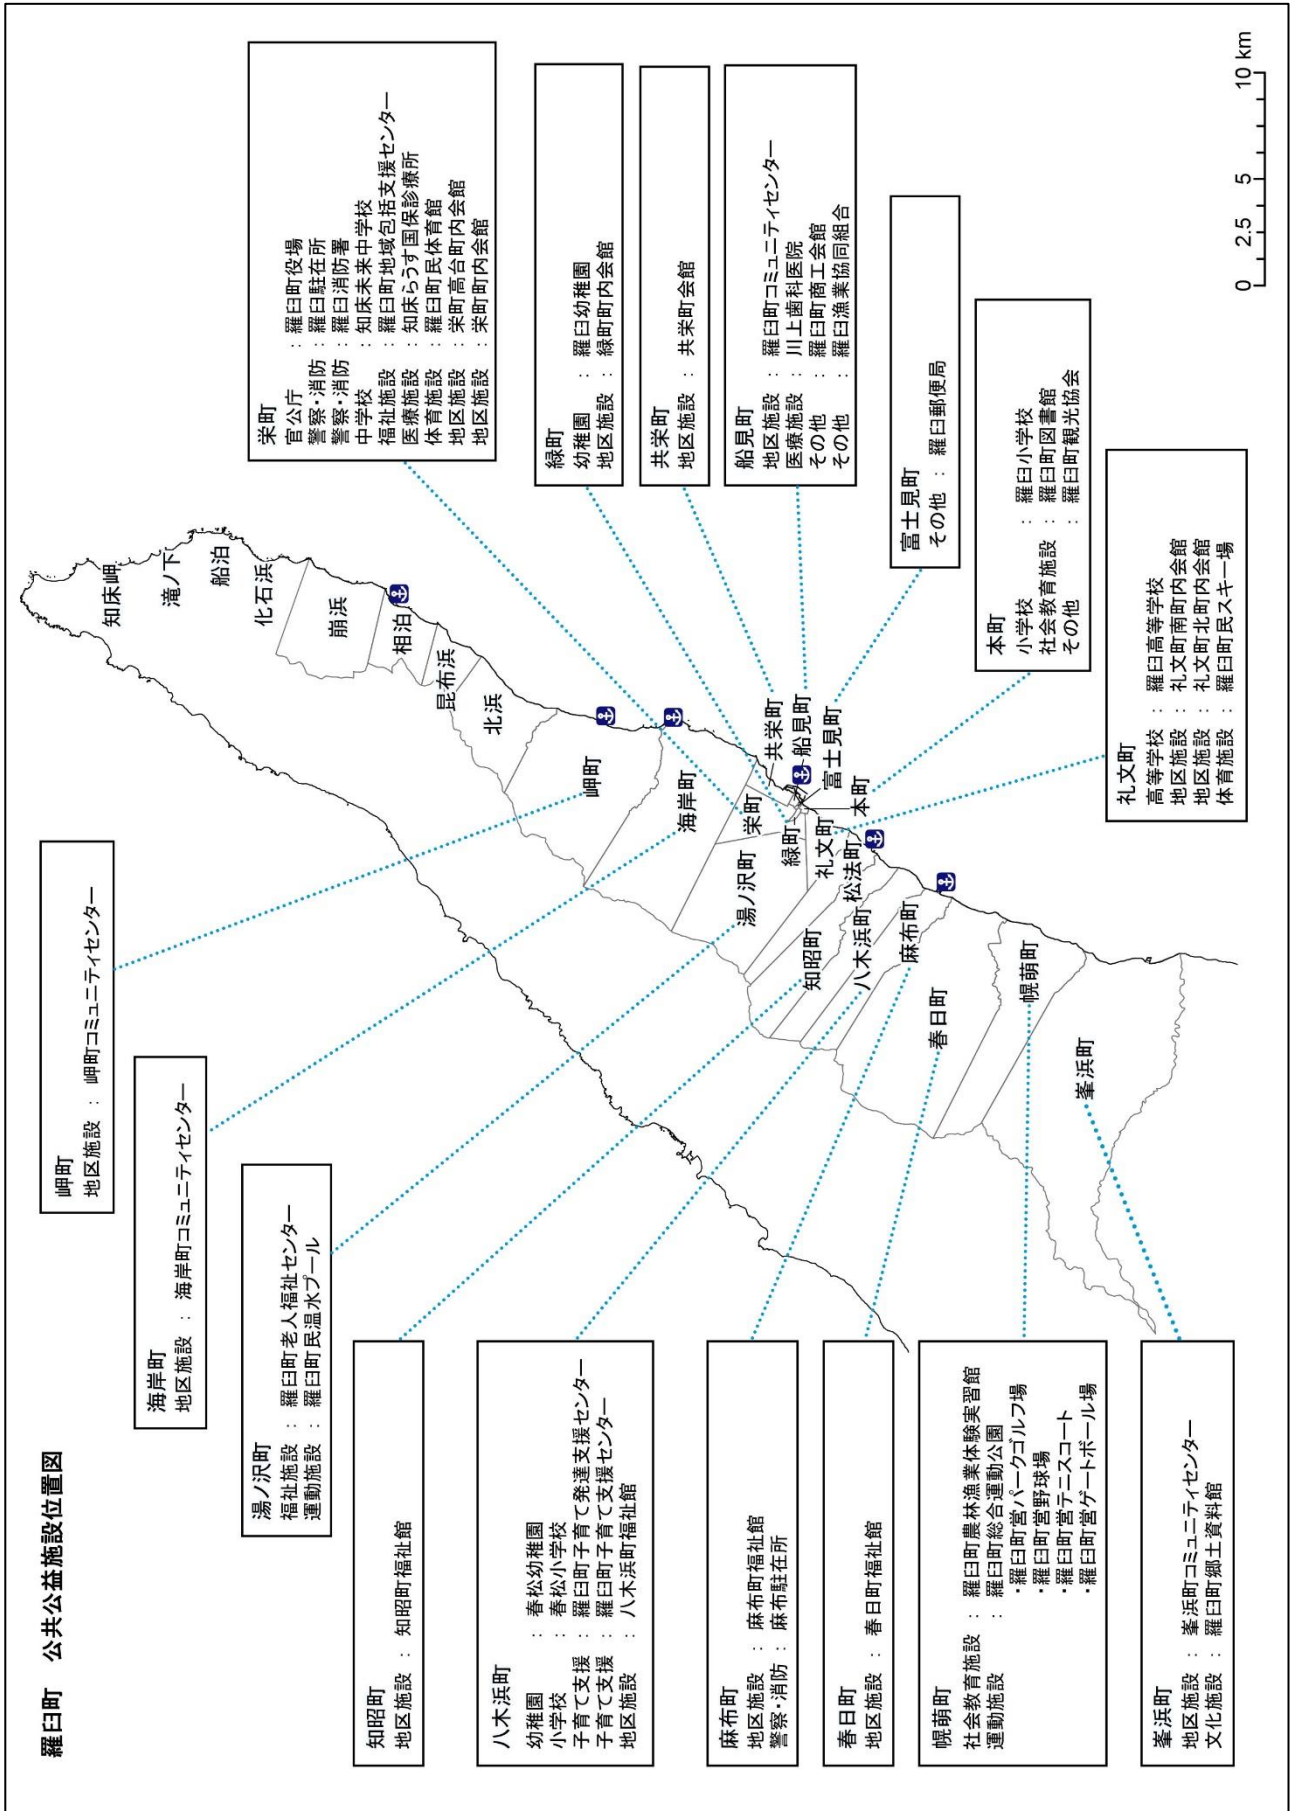 羅臼町　公共公益施設位置図
岬町
地区施設 ： 岬町コミュニティセンター
海岸町
地区施設 ： 海岸町コミュニティセンター
湯ノ沢町
福祉施設 ： 羅臼町老人福祉センター
運動施設 ： 羅臼町民温水プール
知昭町
地区施設 ： 知昭町福祉館
八木浜町
幼稚園 ： 春松幼稚園
小学校 ： 春松小学校
子育て支援 ： 羅臼町子育て発達支援センター
子育て支援 ： 羅臼町子育て支援センター
地区施設 ： 八木浜町福祉館
麻布町
地区施設 ： 麻布町福祉館
警察・消防 ： 麻布駐在所
春日町
地区施設 ： 春日町福祉館
幌萌町
社会教育施設 ： 羅臼町農林漁業体験実習館
運動施設 ： 羅臼町総合運動公園
・羅臼町営パークゴルフ場
・羅臼町営野球場
・羅臼町営テニスコート
・羅臼町営ゲートボール場
峯浜町
地区施設 ： 峯浜町コミュニティセンター
文化施設 ： 羅臼町郷土資料館
知床岬
滝ノ下
船泊
化石浜
崩浜
相泊
昆布浜
北浜
岬町
海岸町
共栄町
栄町
船見町
湯ノ沢町
緑町
富士見町
本町
礼文町
松法町
知昭町
八木浜町
麻布町
春日町
幌萌町
峯浜町
栄町
官公庁 ： 羅臼町役場
警察・消防 ： 羅臼駐在所
警察・消防 ： 羅臼消防署
中学校 ： 知床未来中学校
福祉施設 ： 羅臼町地域包括支援センター
医療施設 ： 知床らうす国保診療所
体育施設 ： 羅臼町民体育館
地区施設 ： 栄町高台町内会館
地区施設 ： 栄町町内会館
緑町
幼稚園 ： 羅臼幼稚園
地区施設 ： 緑町町内会館
共栄町
地区施設 ： 共栄町会館
船見町
地区施設 ： 羅臼町コミュニティセンター
医療施設 ： 川上歯科医院
その他 ： 羅臼町商工会館
その他 ： 羅臼漁業協同組合
富士見町
その他 ： 羅臼郵便局
本町
小学校 ： 羅臼小学校
社会教育施設 ： 羅臼町図書館
その他 ： 羅臼町観光協会
礼文町
高等学校 ： 羅臼高等学校
地区施設 ： 礼文町南町内会館
地区施設 ： 礼文町北町内会館
体育施設 ： 羅臼町民スキー場
0 2.5 5 10 km